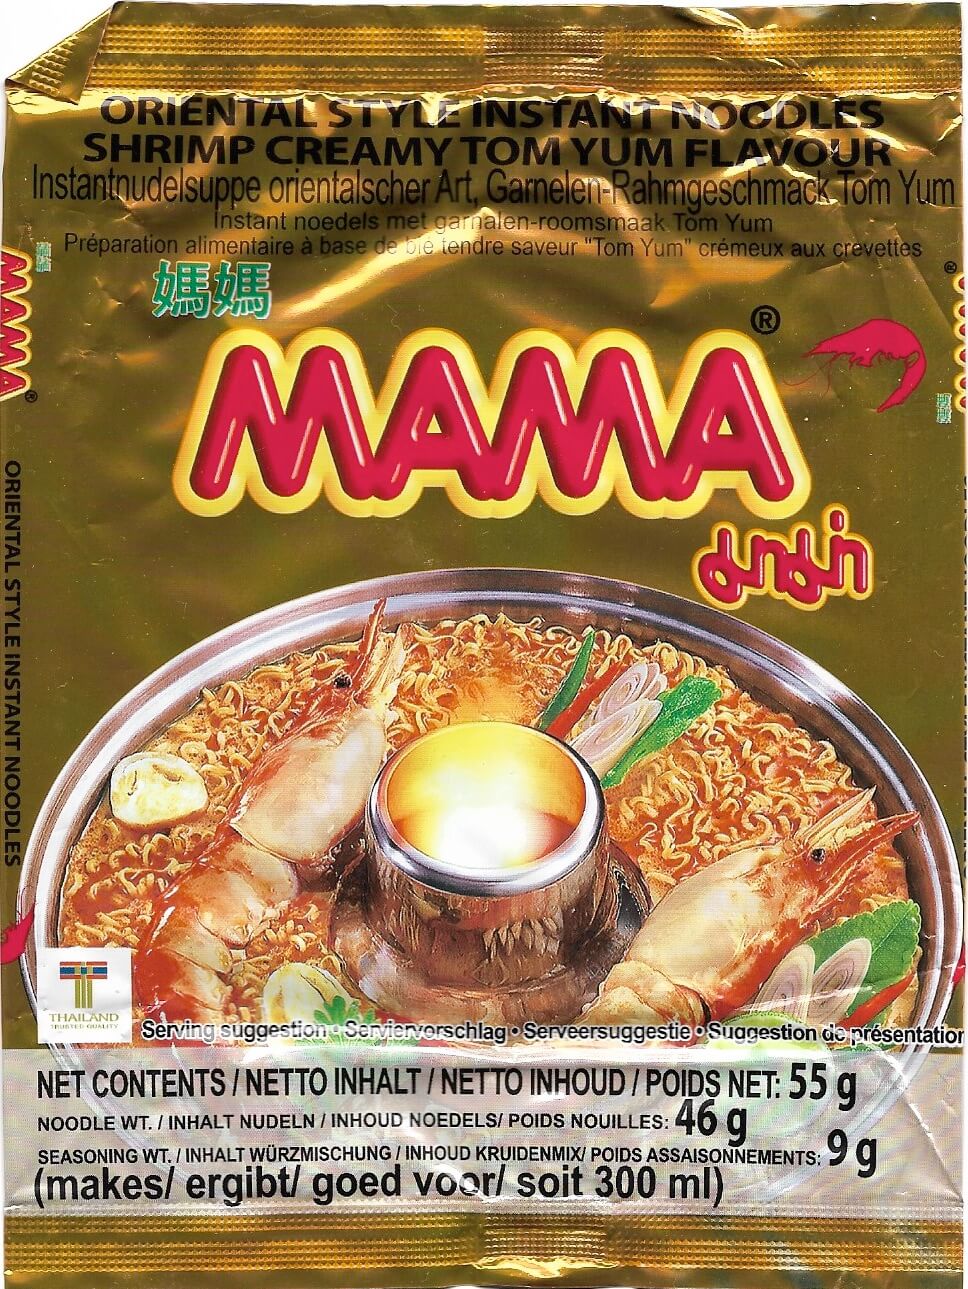 ORIENTAL STYLE INSTANT NOODLES
SHRIMP CREAMY TOM YUM FLAVOUR
Instantnudelsuppe orientalscher Art, Garnelen-Rahmgeschmack Tom Yum
Instant noedels met garnalen-roomsmaak Tom Yum
Préparation alimentaire à base de blé tendre saveur "Tom Yum" crémeux aux crevettes
媽媽
MAMA®
มาม่า
MAMA®
ORIENTAL STYLE INSTANT NOODLES
THAILAND
TRUSTED QUALITY
Serving suggestion • Serviervorschlag • Serveersuggestie • Suggestion de présentation
NET CONTENTS / NETTO INHALT / NETTO INHOUD / POIDS NET: 55 g
NOODLE WT. / INHALT NUDELN / INHOUD NOEDELS/ POIDS NOUILLES: 46 g
SEASONING WT. / INHALT WÜRZMISCHUNG / INHOUD KRUIDENMIX/ POIDS ASSAISONNEMENTS: 9 g
(makes/ ergibt/ goed voor/ soit 300 ml)